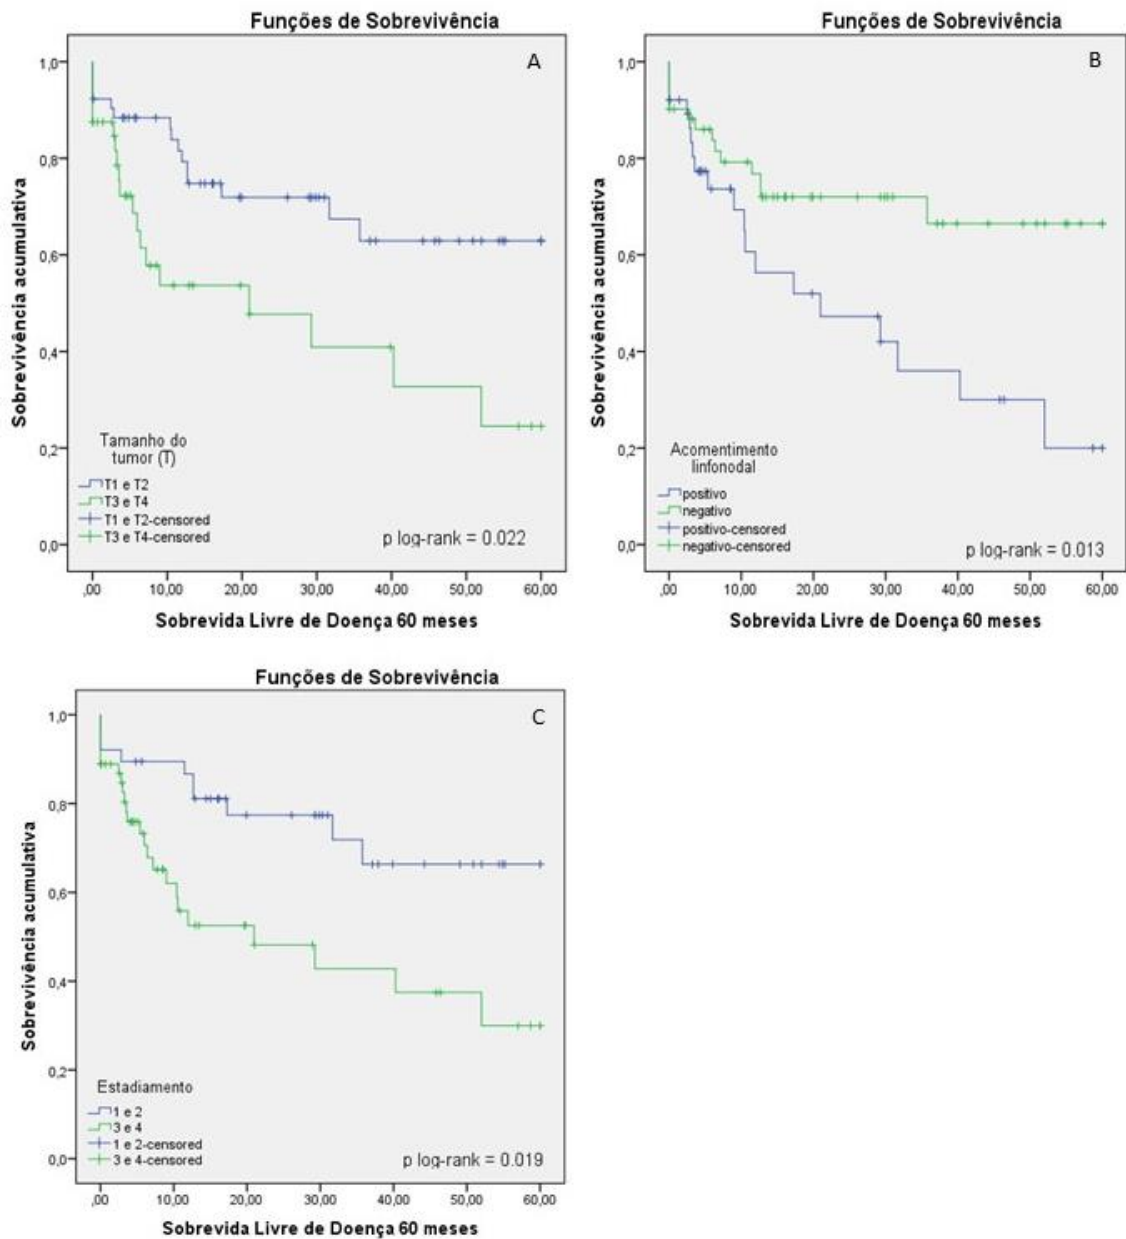 Funções de Sobrevivência
A
Sobrevivência acumulativa
1,0
0,8
0,6
0,4
0,2
0,0
Tamanho do
tumor (T)
T1 e T2
T3 e T4
T1 e T2-censored
T3 e T4-censored
p log-rank = 0.022
,00 10,00 20,00 30,00 40,00 50,00 60,00
Sobrevida Livre de Doença 60 meses
Funções de Sobrevivência
B
Sobrevivência acumulativa
1,0
0,8
0,6
0,4
0,2
0,0
Acomentimento
linfonodal
positivo
negativo
positivo-censored
negativo-censored
p log-rank = 0.013
,00 10,00 20,00 30,00 40,00 50,00 60,00
Sobrevida Livre de Doença 60 meses
Funções de Sobrevivência
C
Sobrevivência acumulativa
1,0
0,8
0,6
0,4
0,2
0,0
Estadiamento
1 e 2
3 e 4
1 e 2-censored
3 e 4-censored
p log-rank = 0.019
,00 10,00 20,00 30,00 40,00 50,00 60,00
Sobrevida Livre de Doença 60 meses